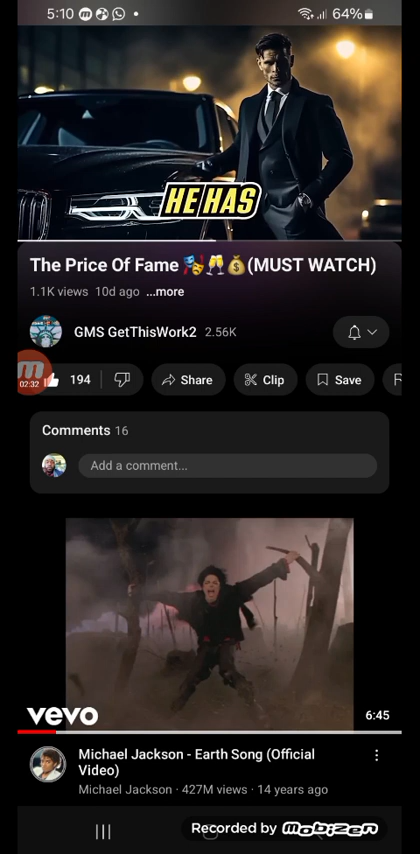 5:10
64%
HE HAS
The Price Of Fame 🎭🥂💰(MUST WATCH)
1.1K views 10d ago ...more
GMS GetThisWork2 2.56K
02:32
194
Share
Clip
Save
Comments 16
Add a comment...
vevo
6:45
Michael Jackson - Earth Song (Official
Video)
Michael Jackson · 427M views · 14 years ago
Recorded by mobizen